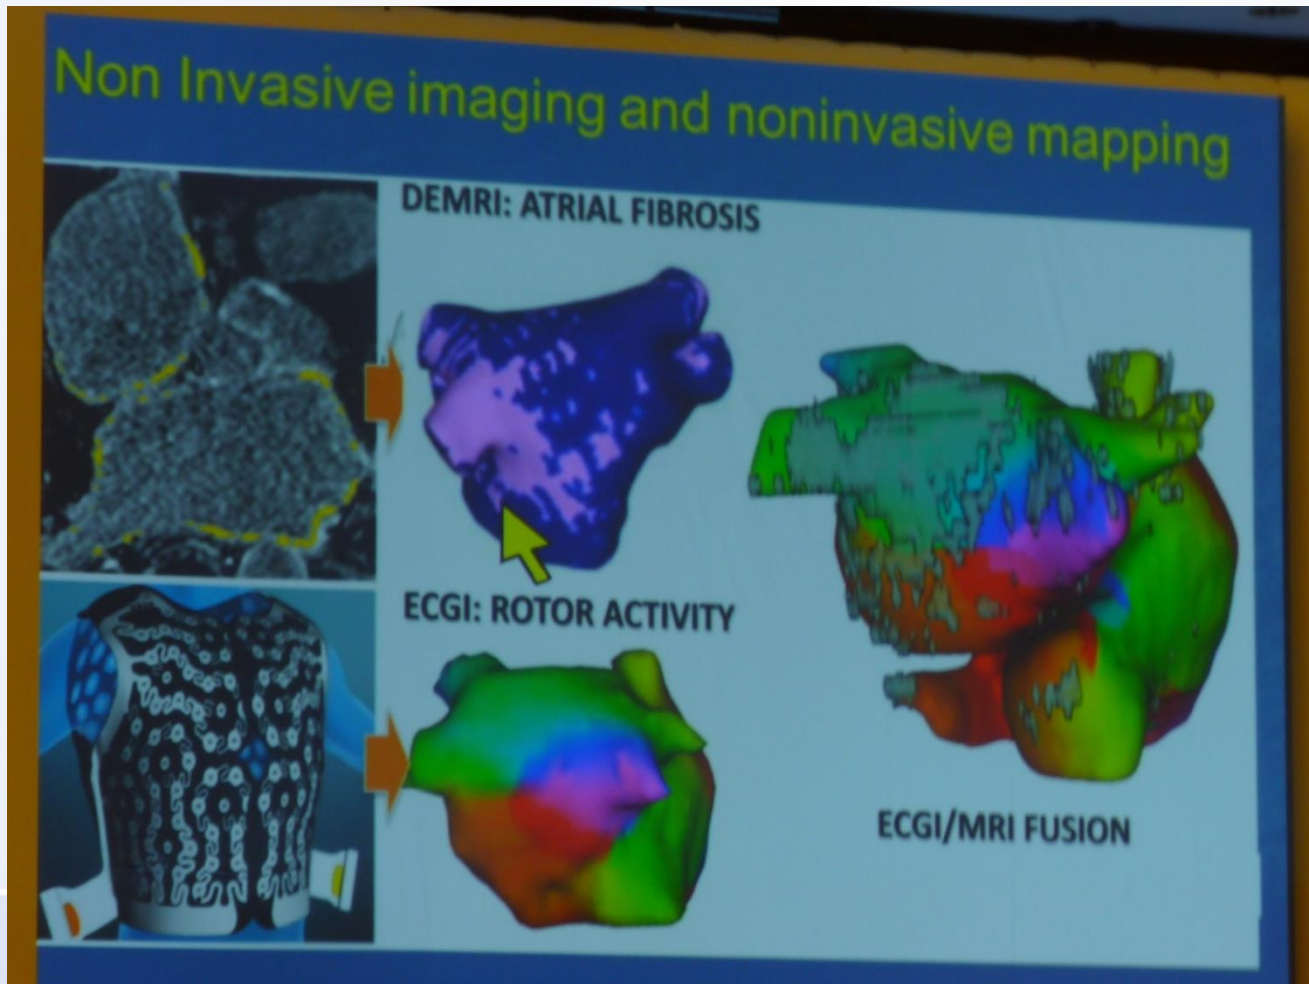 Non Invasive imaging and noninvasive mapping
DEMRI: ATRIAL FIBROSIS
ECGI: ROTOR ACTIVITY
ECGI/MRI FUSION